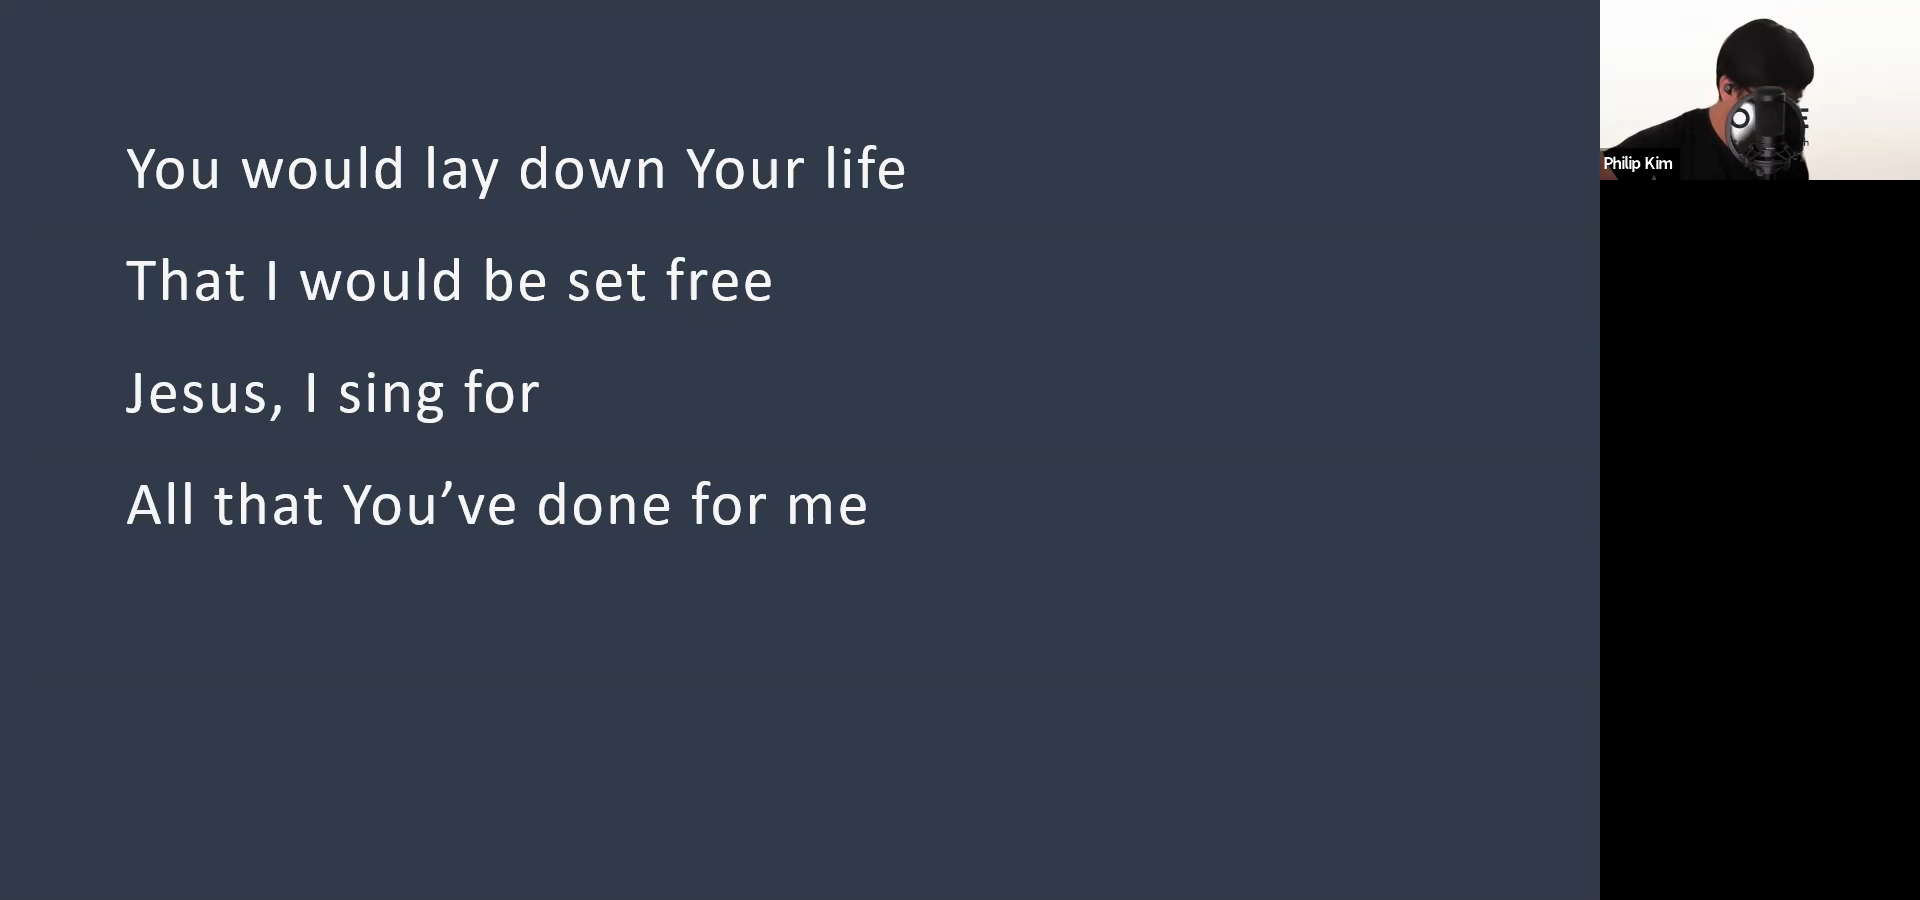 You would lay down Your life
That I would be set free
Jesus, I sing for
All that You’ve done for me
Philip Kim